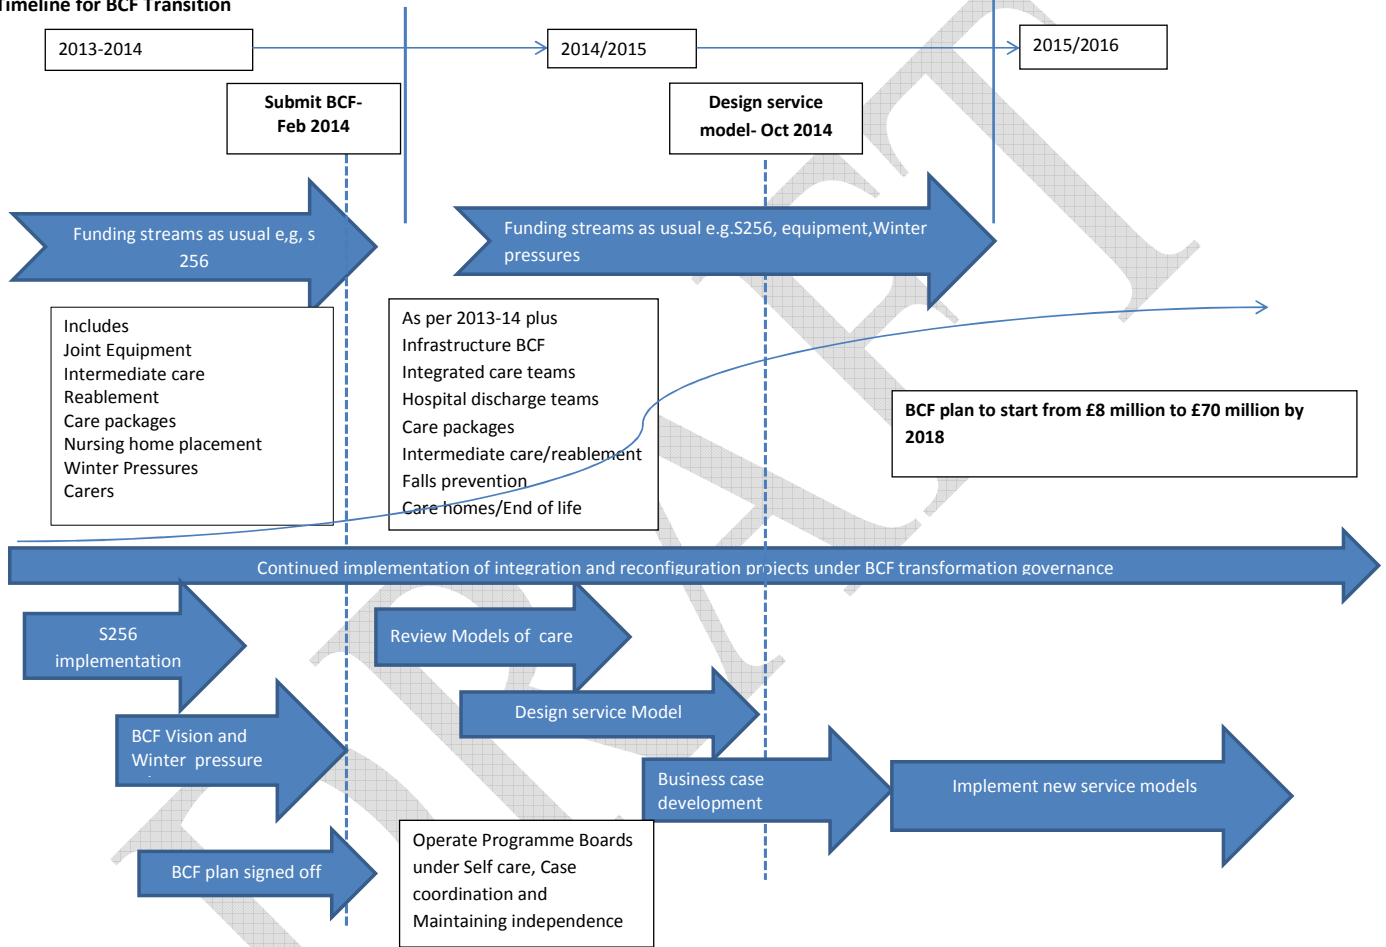 Timeline for BCF Transition
2013-2014
2014/2015
2015/2016
Submit BCF-
Feb 2014
Design service
model- Oct 2014
Funding streams as usual e,g, s
256
Funding streams as usual e.g.S256, equipment,Winter
pressures
Includes
Joint Equipment
Intermediate care
Reablement
Care packages
Nursing home placement
Winter Pressures
Carers
As per 2013-14 plus
Infrastructure BCF
Integrated care teams
Hospital discharge teams
Care packages
Intermediate care/reablement
Falls prevention
Care homes/End of life
BCF plan to start from £8 million to £70 million by
2018
Continued implementation of integration and reconfiguration projects under BCF transformation governance
S256
implementation
Review Models of care
BCF Vision and
Winter pressure
Design service Model
Business case
development
Implement new service models
BCF plan signed off
Operate Programme Boards
under Self care, Case
coordination and
Maintaining independence
DRAFT